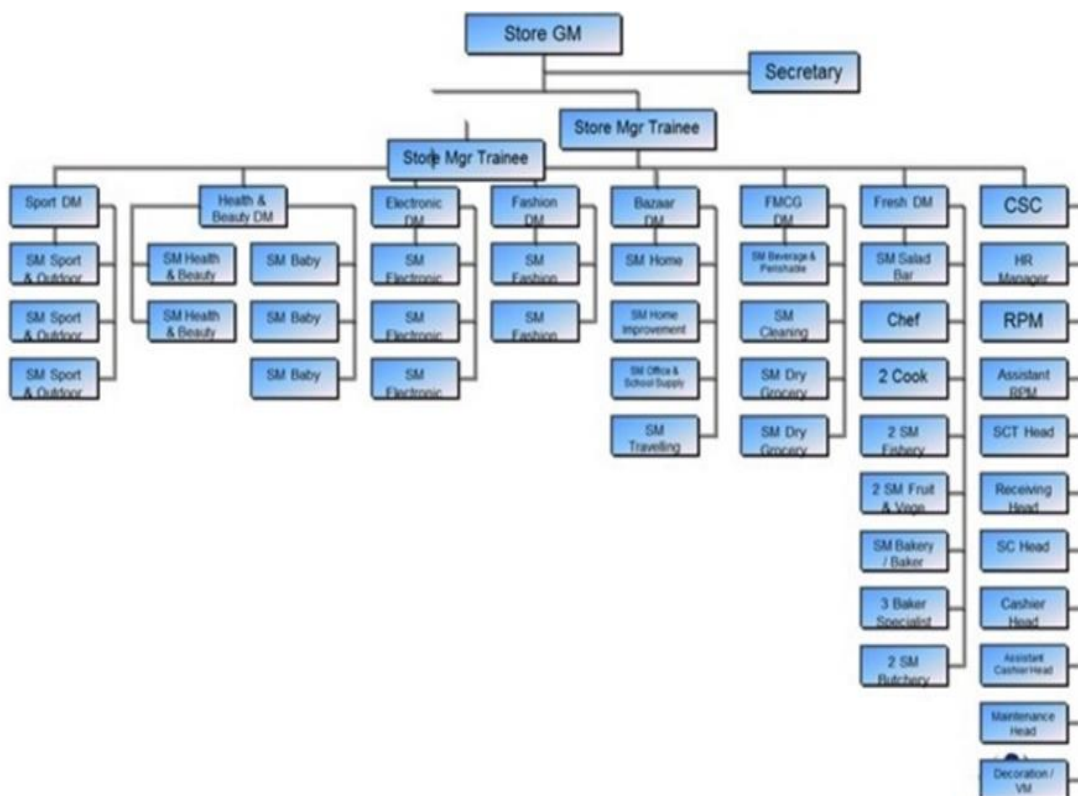 Store GM
Secretary
Store Mgr Trainee
Store Mgr Trainee
Sport DM
SM Sport
& Outdoor
SM Sport
& Outdoor
SM Sport
& Outdoor
Health &
Beauty DM
SM Health
& Beauty
SM Health
& Beauty
SM Baby
SM Baby
SM Baby
Electronic
DM
SM
Electronic
SM
Electronic
SM
Electronic
Fashion
DM
SM
Fashion
SM
Fashion
Bazaar
DM
SM Home
SM Home
Improvement
SM Office &
School Supply
SM
Travelling
FMCG
DM
SM Beverage &
Perishable
SM
Cleaning
SM Dry
Grocery
SM Dry
Grocery
Fresh DM
SM Salad
Bar
Chef
2 Cook
2 SM
Fishery
2 SM Fruit
& Vege
SM Bakery
/ Baker
3 Baker
Specialist
2 SM
Butchery
CSC
HR
Manager
RPM
Assistant
RPM
SCT Head
Receiving
Head
SC Head
Cashier
Head
Assistant
Cashier Head
Maintenance
Head
Decoration /
VM